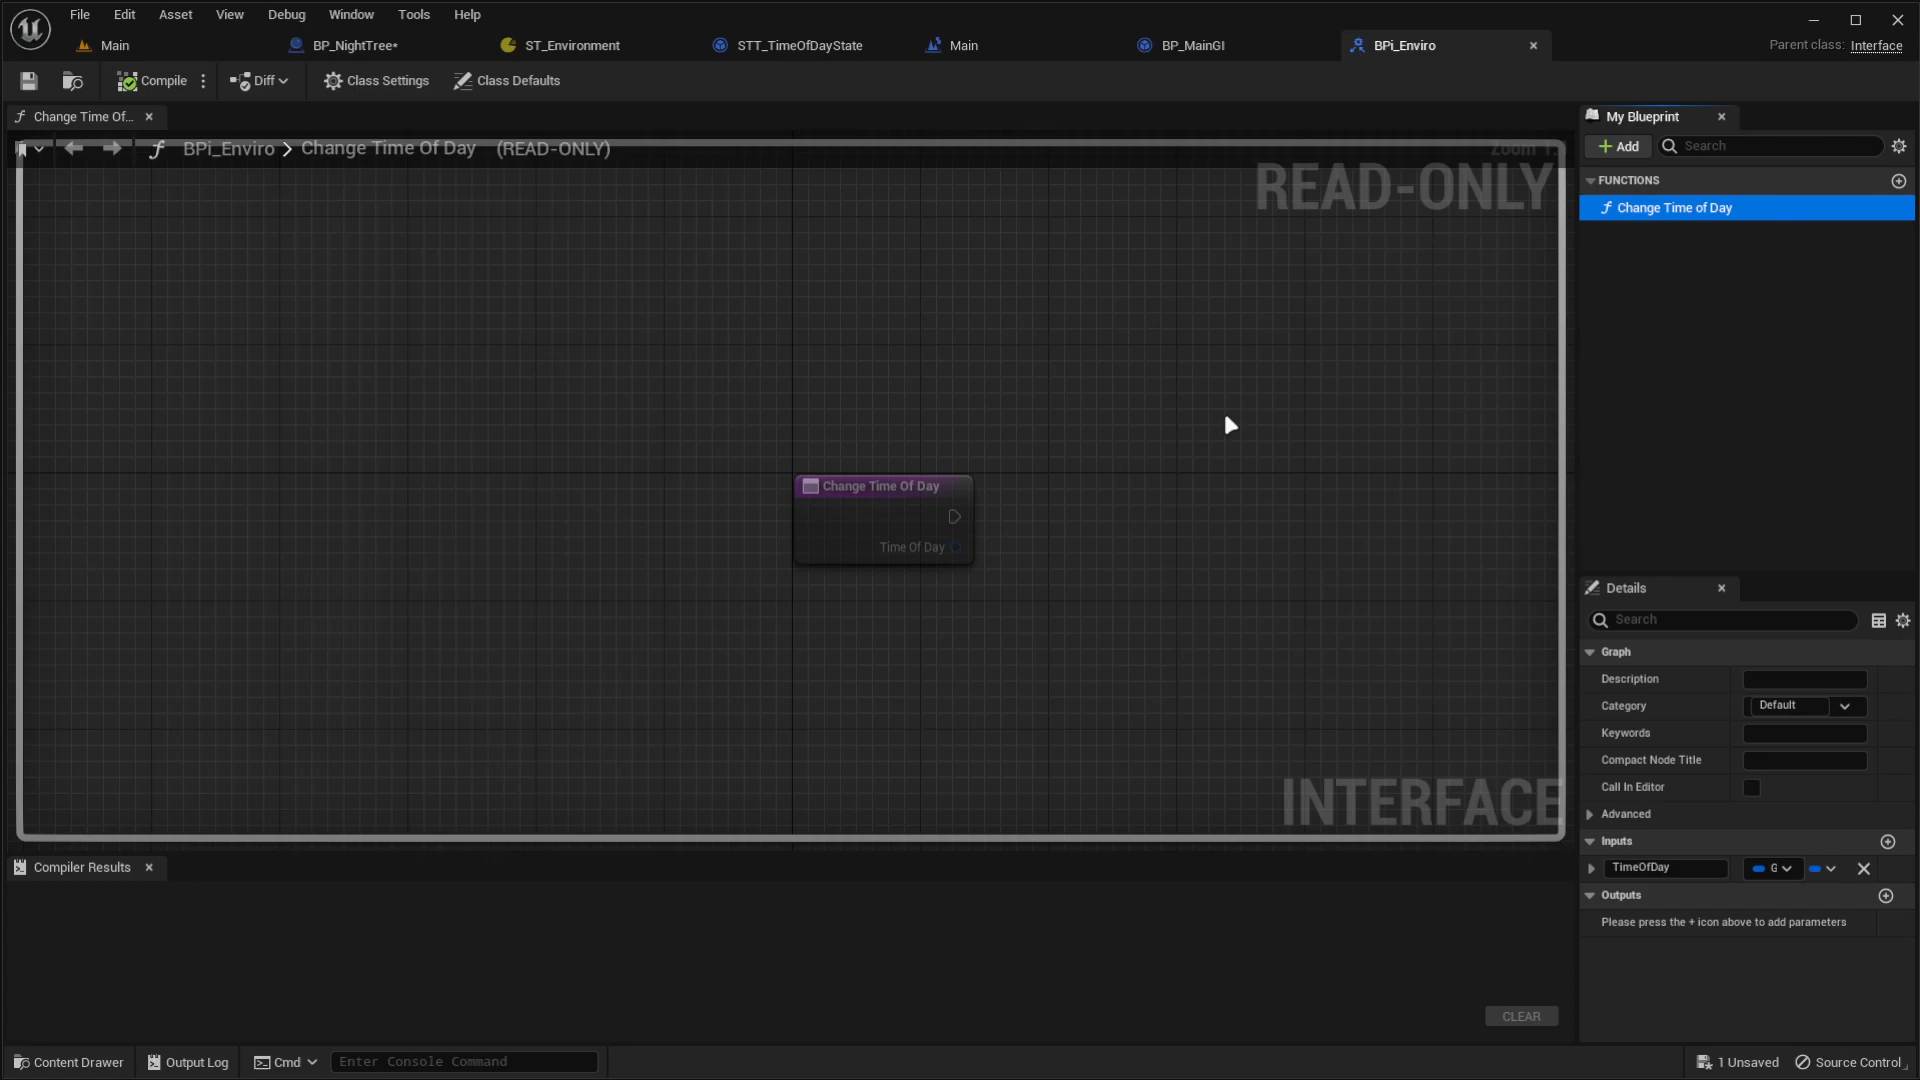 File Edit Asset View Debug Window Tools Help
Main BP_NightTree* ST_Environment STT_TimeOfDayState Main BP_MainGI BPi_Enviro Parent class: Interface
Compile Diff Class Settings Class Defaults
Change Time Of... My Blueprint
BPi_Enviro > Change Time Of Day (READ-ONLY)
Add Search
READ-ONLY
FUNCTIONS
Change Time of Day
Change Time Of Day
Time Of Day
INTERFACE
Details
Search
Graph
Description
Category Default
Keywords
Compact Node Title
Call In Editor
Advanced
Inputs
TimeOfDay G
Outputs
Please press the + icon above to add parameters
Compiler Results
CLEAR
Content Drawer Output Log Cmd Enter Console Command 1 Unsaved Source Control